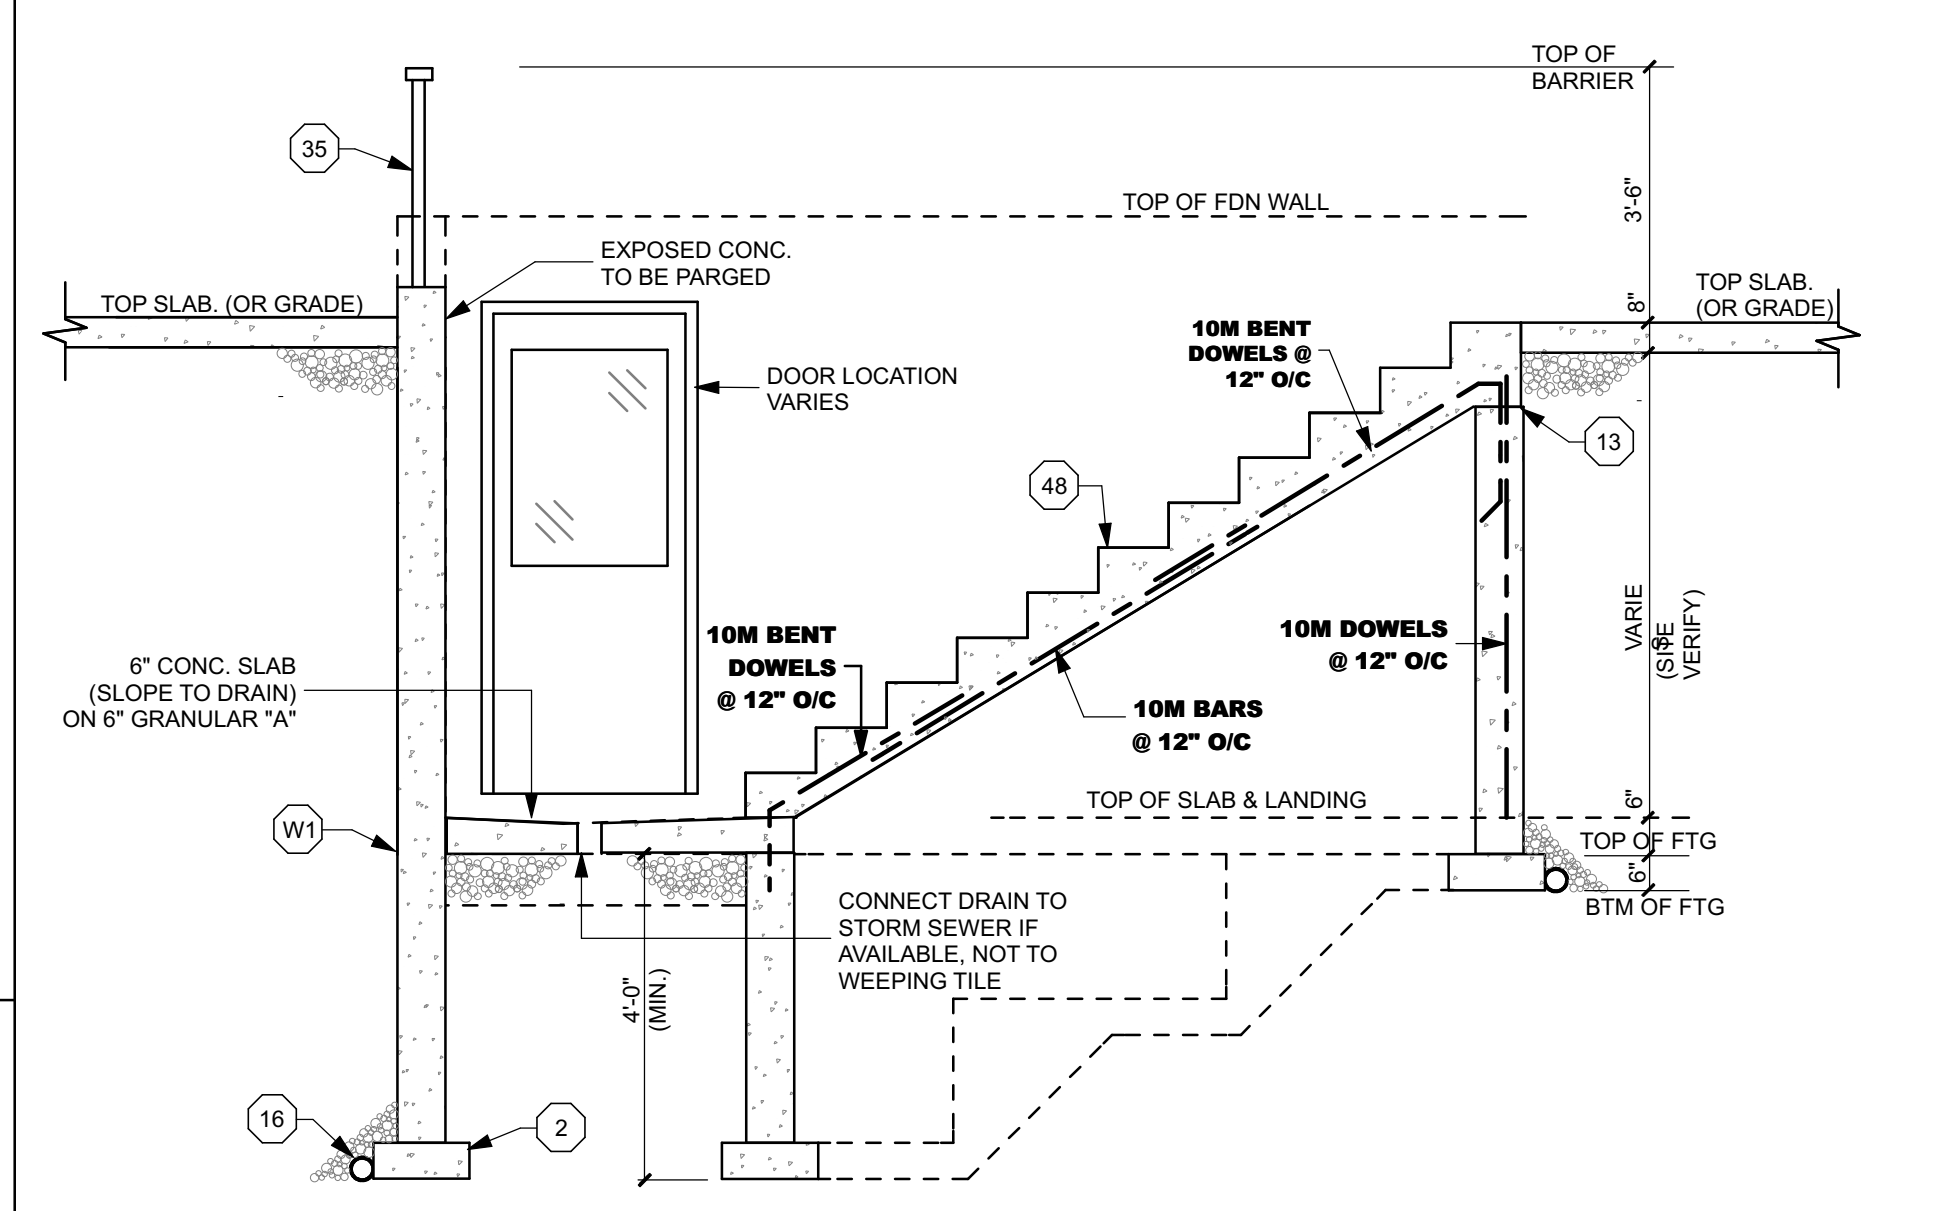 TOP OF
BARRIER
35
3'-6"
TOP OF FDN WALL
EXPOSED CONC.
TO BE PARGED
TOP SLAB. (OR GRADE)
TOP SLAB.
(OR GRADE)
8"
10M BENT
DOWELS @
12" O/C
DOOR LOCATION
VARIES
13
48
10M BENT
DOWELS
@ 12" O/C
10M DOWELS
@ 12" O/C
VARIES
(SITE
VERIFY)
6" CONC. SLAB
(SLOPE TO DRAIN)
ON 6" GRANULAR "A"
10M BARS
@ 12" O/C
TOP OF SLAB & LANDING
6"
W1
TOP OF FTG
6"
BTM OF FTG
CONNECT DRAIN TO
STORM SEWER IF
AVAILABLE, NOT TO
WEEPING TILE
4'-0"
(MIN.)
16
2